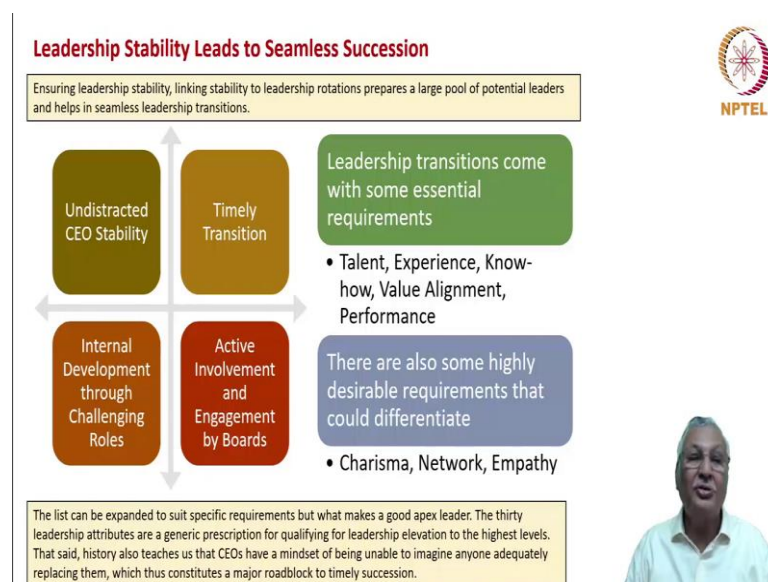 Leadership Stability Leads to Seamless Succession
NPTEL
Ensuring leadership stability, linking stability to leadership rotations prepares a large pool of potential leaders
and helps in seamless leadership transitions.
Undistracted
CEO Stability
Timely
Transition
Internal
Development
through
Challenging
Roles
Active
Involvement
and
Engagement
by Boards
Leadership transitions come
with some essential
requirements
• Talent, Experience, Know-
how, Value Alignment,
Performance
There are also some highly
desirable requirements that
could differentiate
• Charisma, Network, Empathy
The list can be expanded to suit specific requirements but what makes a good apex leader. The thirty
leadership attributes are a generic prescription for qualifying for leadership elevation to the highest levels.
That said, history also teaches us that CEOs have a mindset of being unable to imagine anyone adequately
replacing them, which thus constitutes a major roadblock to timely succession.